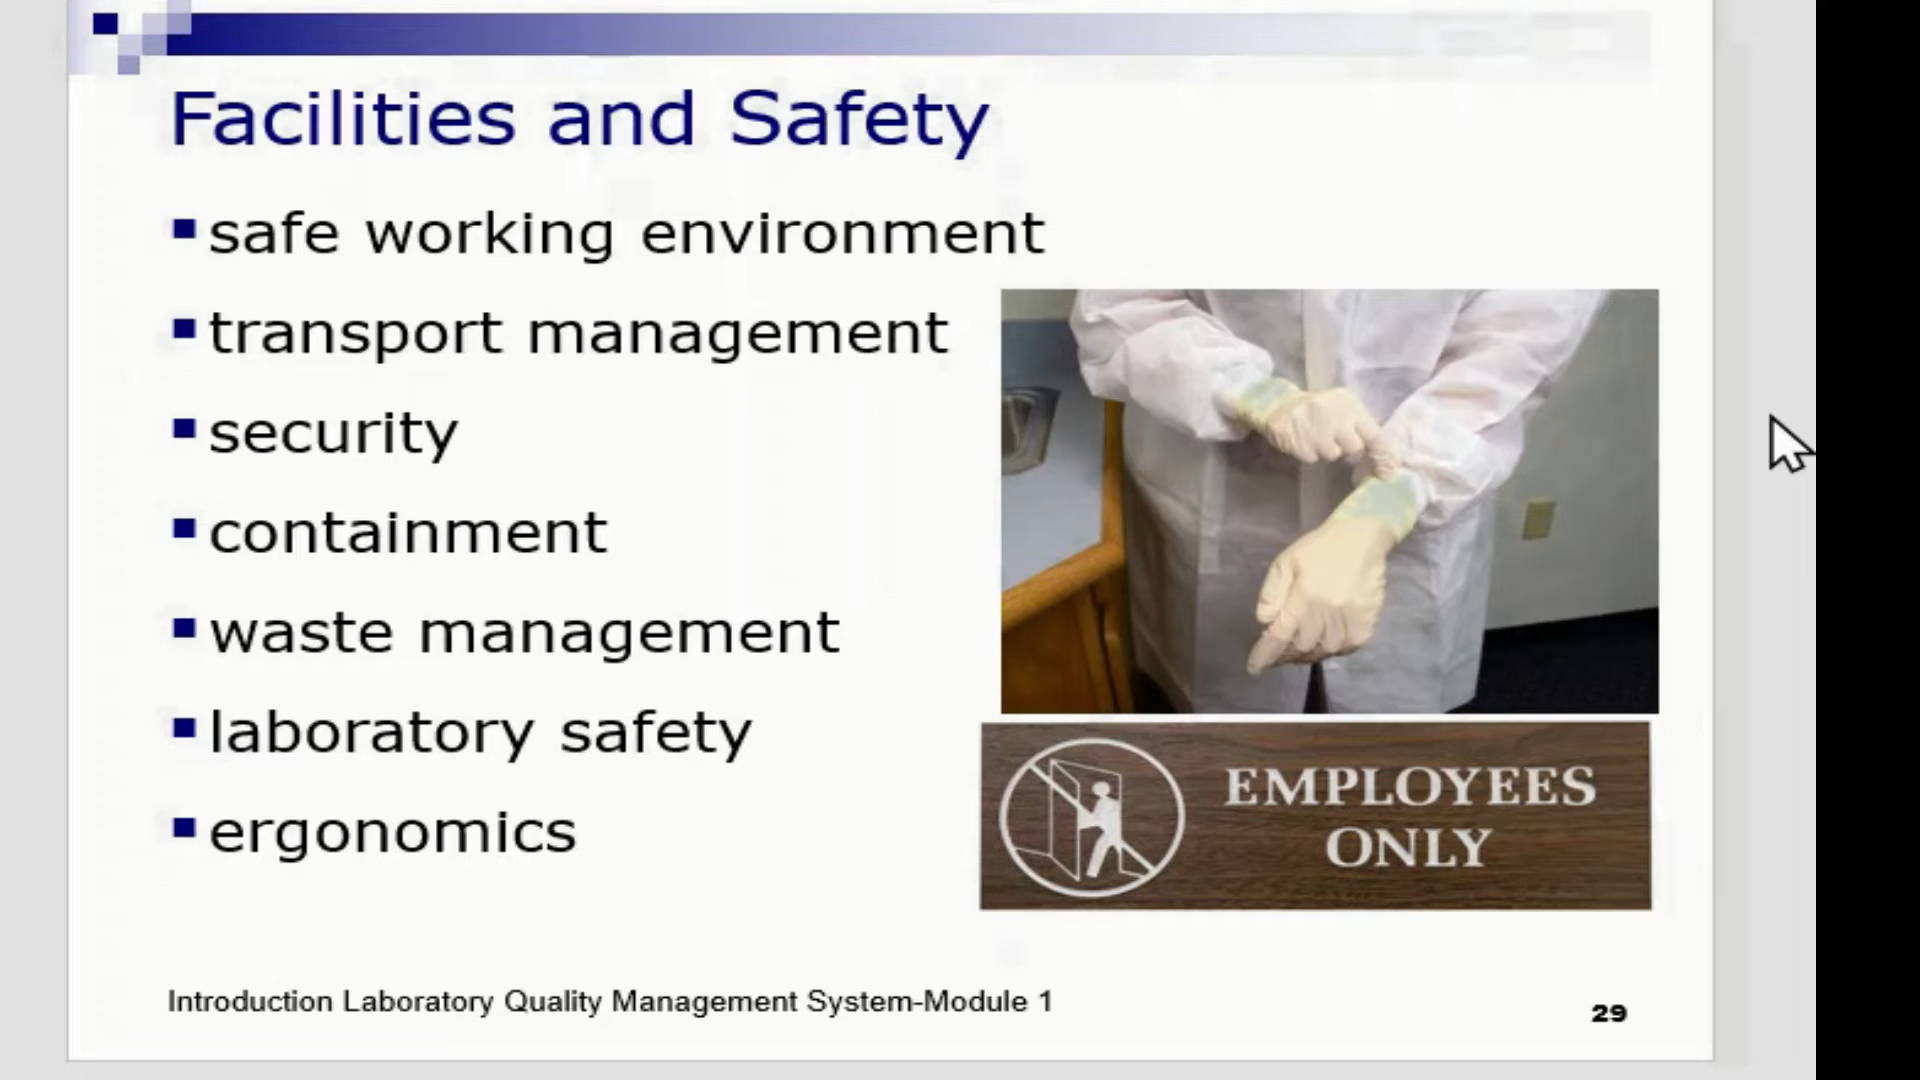 Facilities and Safety
safe working environment
transport management
security
containment
waste management
laboratory safety
ergonomics
EMPLOYEES
ONLY
Introduction Laboratory Quality Management System-Module 1
29